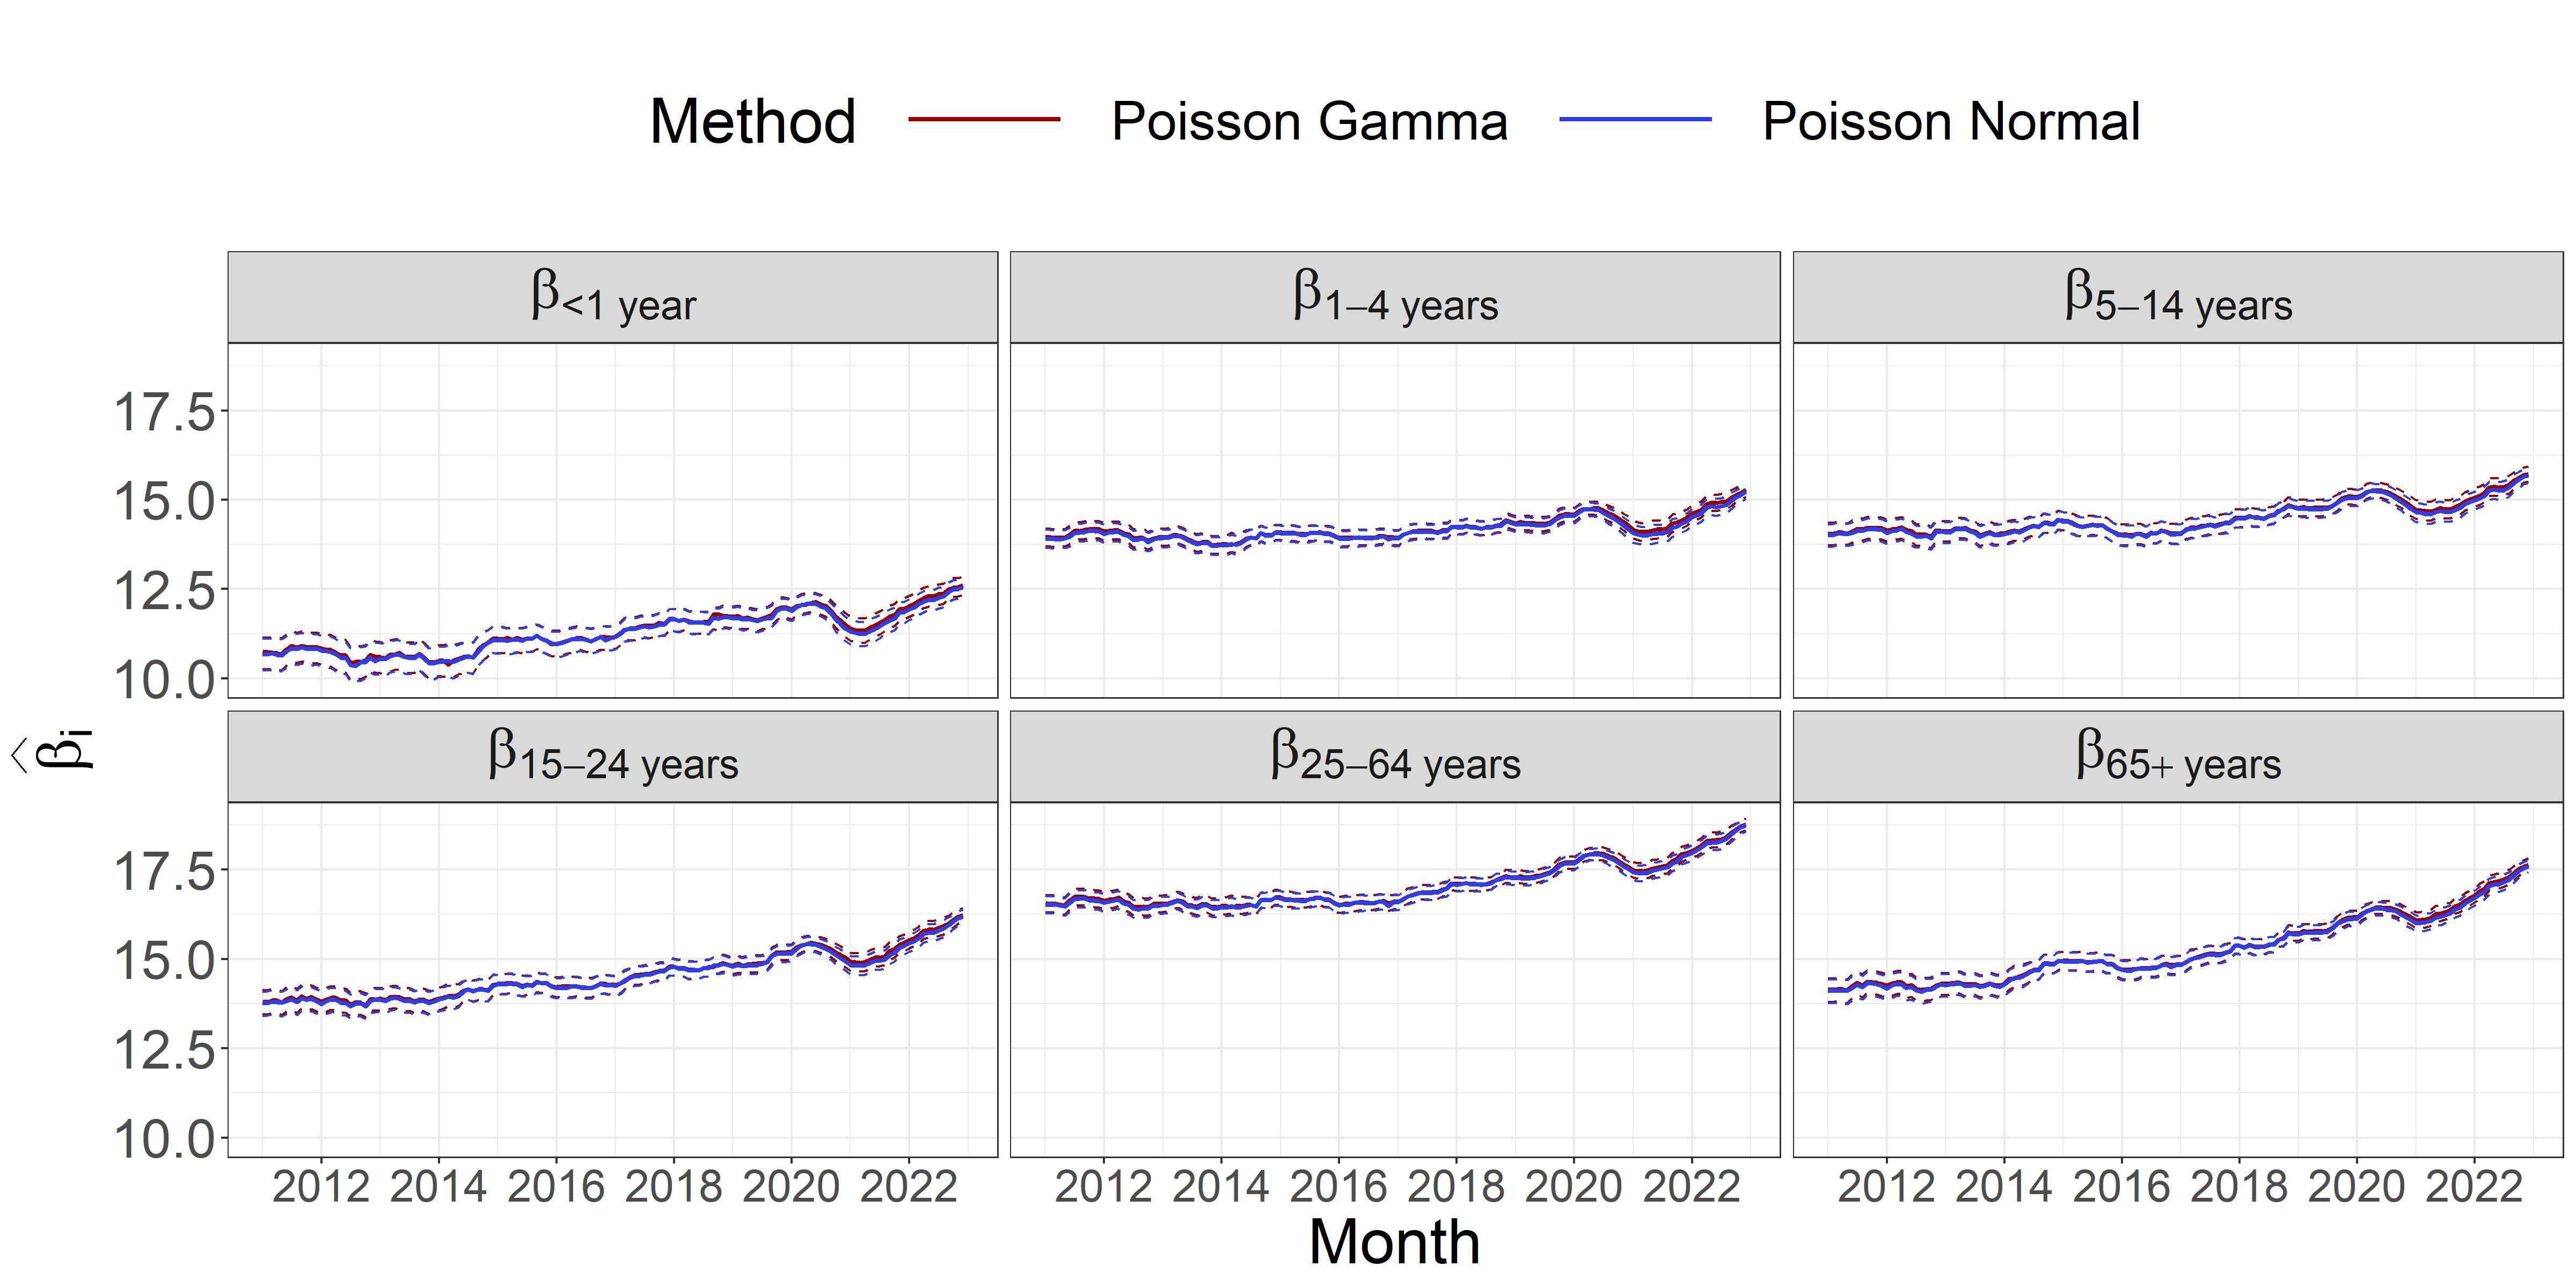 Method Poisson Gamma Poisson Normal
β<1 year β1–4 years β5–14 years
17.5
15.0
12.5
10.0
β̂i
β15–24 years β25–64 years β65+ years
17.5
15.0
12.5
10.0
2012 2014 2016 2018 2020 2022 2012 2014 2016 2018 2020 2022 2012 2014 2016 2018 2020 2022
Month